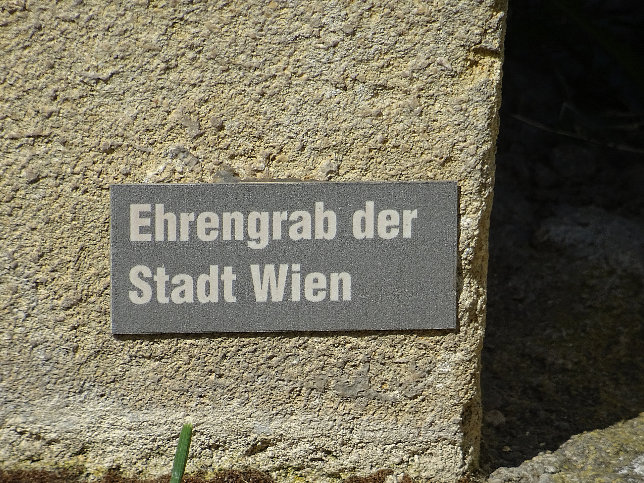 Ehrengrab der
Stadt Wien